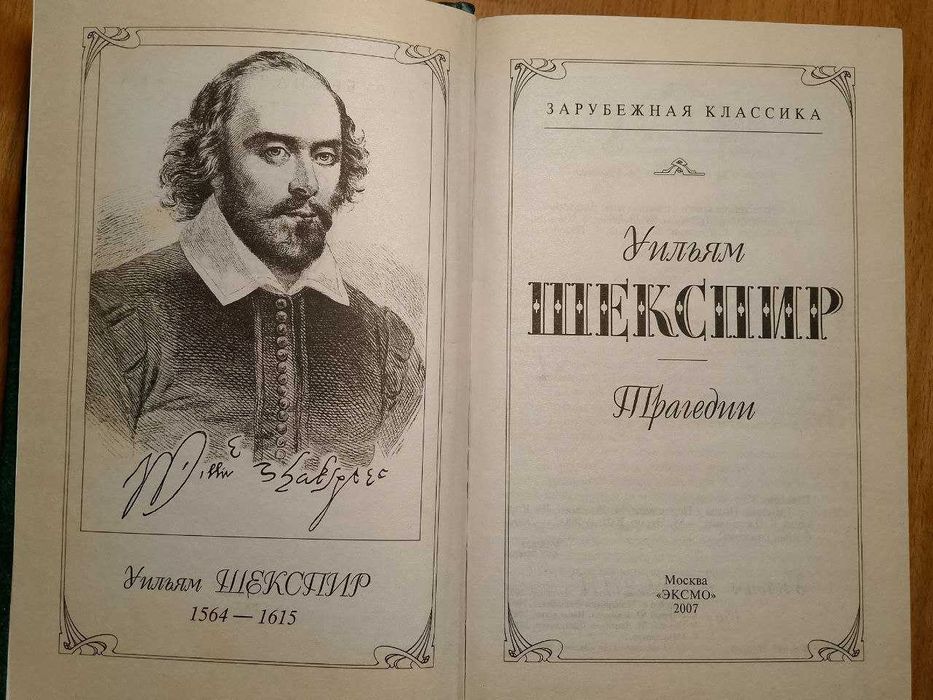 Уильям ШЕКСПИР
1564 — 1615
ЗАРУБЕЖНАЯ КЛАССИКА
Уильям
ШЕКСПИР
Трагедии
Москва
«ЭКСМО»
2007